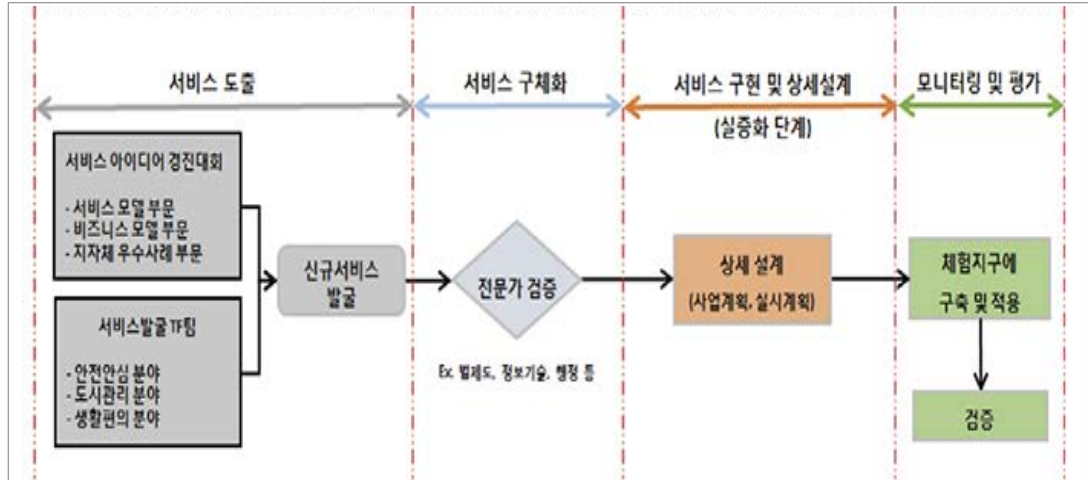 서비스 도출
서비스 구체화
서비스 구현 및 상세설계
(실증화 단계)
모니터링 및 평가
서비스 아이디어 경진대회
- 서비스 모델 부문
- 비즈니스 모델 부문
- 지자체 우수사례 부문
서비스발굴 TF팀
- 안전안심 분야
- 도시관리 분야
- 생활편의 분야
신규서비스
발굴
전문가 검증
Ex. 법제도, 정보기술, 행정 등
상세 설계
(사업계획, 실시계획)
체험지구에
구축 및 적용
검증